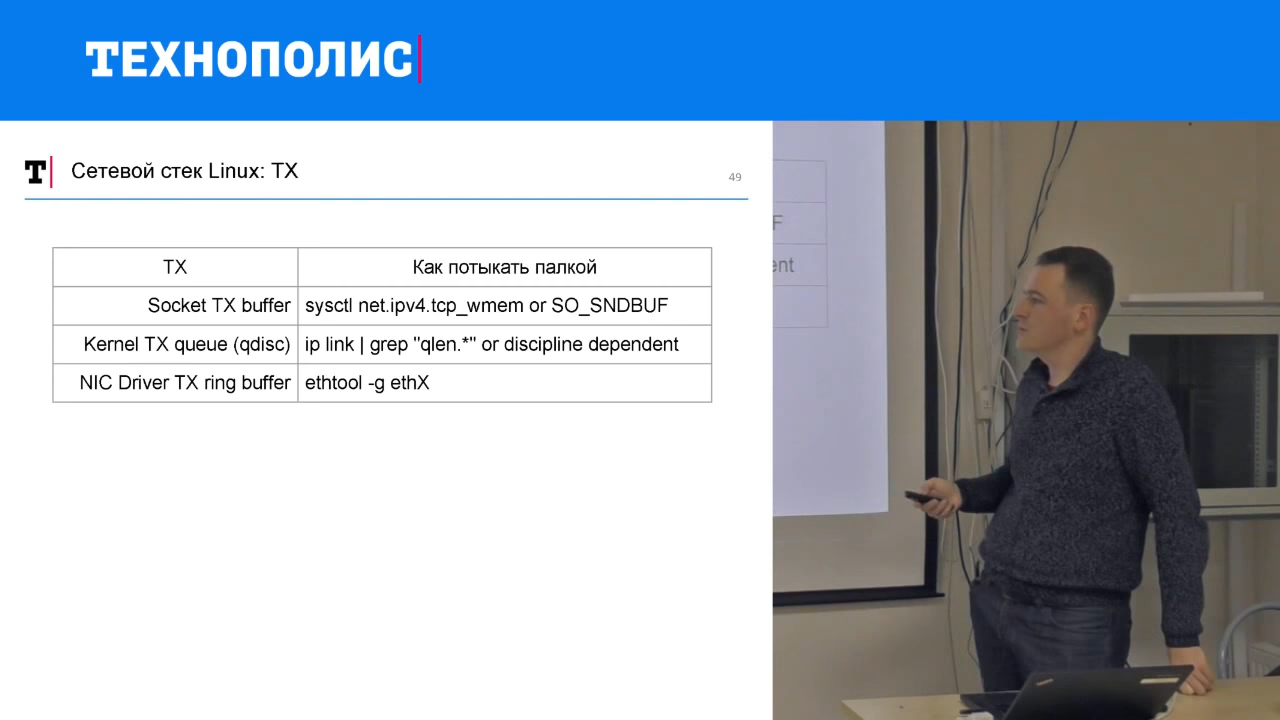 ТЕХНОПОЛИС
T Сетевой стек Linux: TX
49
TX Как потыкать палкой
Socket TX buffer sysctl net.ipv4.tcp_wmem or SO_SNDBUF
Kernel TX queue (qdisc) ip link | grep "qlen.*" or discipline dependent
NIC Driver TX ring buffer ethtool -g ethX